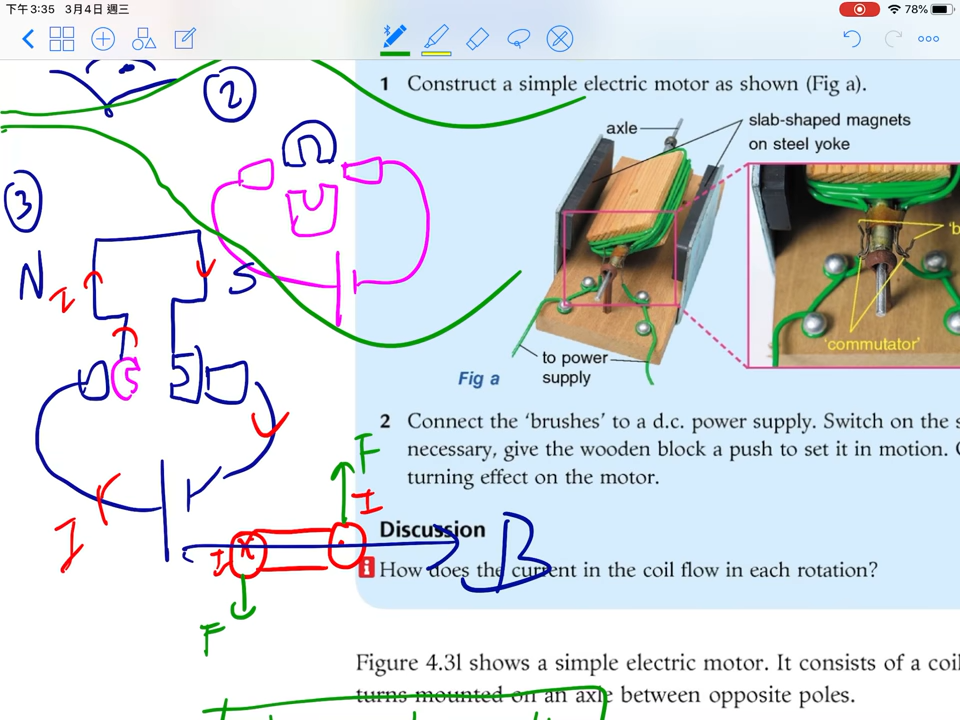 下午3:35 3月4日 週三
78%
1 Construct a simple electric motor as shown (Fig a).
axle
slab-shaped magnets
on steel yoke
'b
'commutator'
to power
supply
Fig a
2 Connect the 'brushes' to a d.c. power supply. Switch on the s
necessary, give the wooden block a push to set it in motion.
turning effect on the motor.
Discussion
i How does the current in the coil flow in each rotation?
Figure 4.3l shows a simple electric motor. It consists of a coil
turns mounted on an axle between opposite poles.
2
3
N
I
S
I
F
I
I
B
F